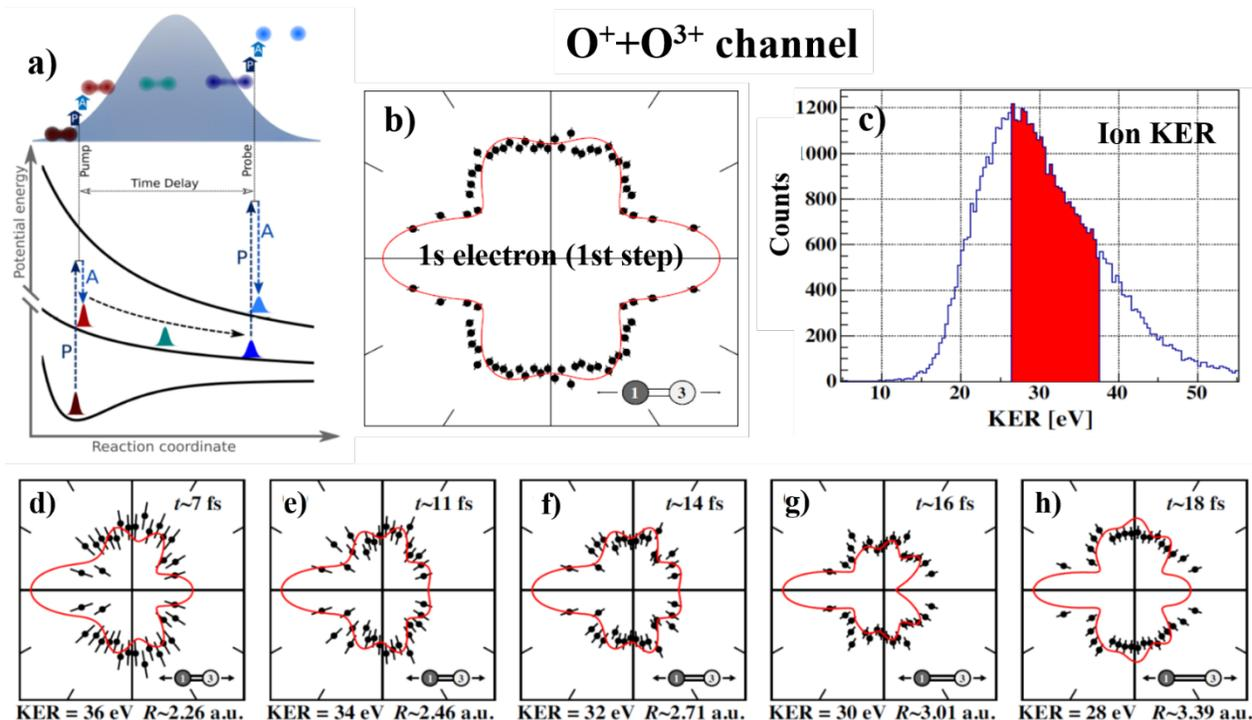 O⁺+O³⁺ channel
a)
P
A
P
A
Pump
Probe
Time Delay
Potential energy
P
A
P
A
Reaction coordinate
b)
1s electron (1st step)
1 3
c)
Ion KER
Counts
1200
1000
800
600
400
200
0
10 20 30 40 50
KER [eV]
d) t~7 fs
1 3
KER = 36 eV R~2.26 a.u.
e) t~11 fs
1 3
KER = 34 eV R~2.46 a.u.
f) t~14 fs
1 3
KER = 32 eV R~2.71 a.u.
g) t~16 fs
1 3
KER = 30 eV R~3.01 a.u.
h) t~18 fs
1 3
KER = 28 eV R~3.39 a.u.